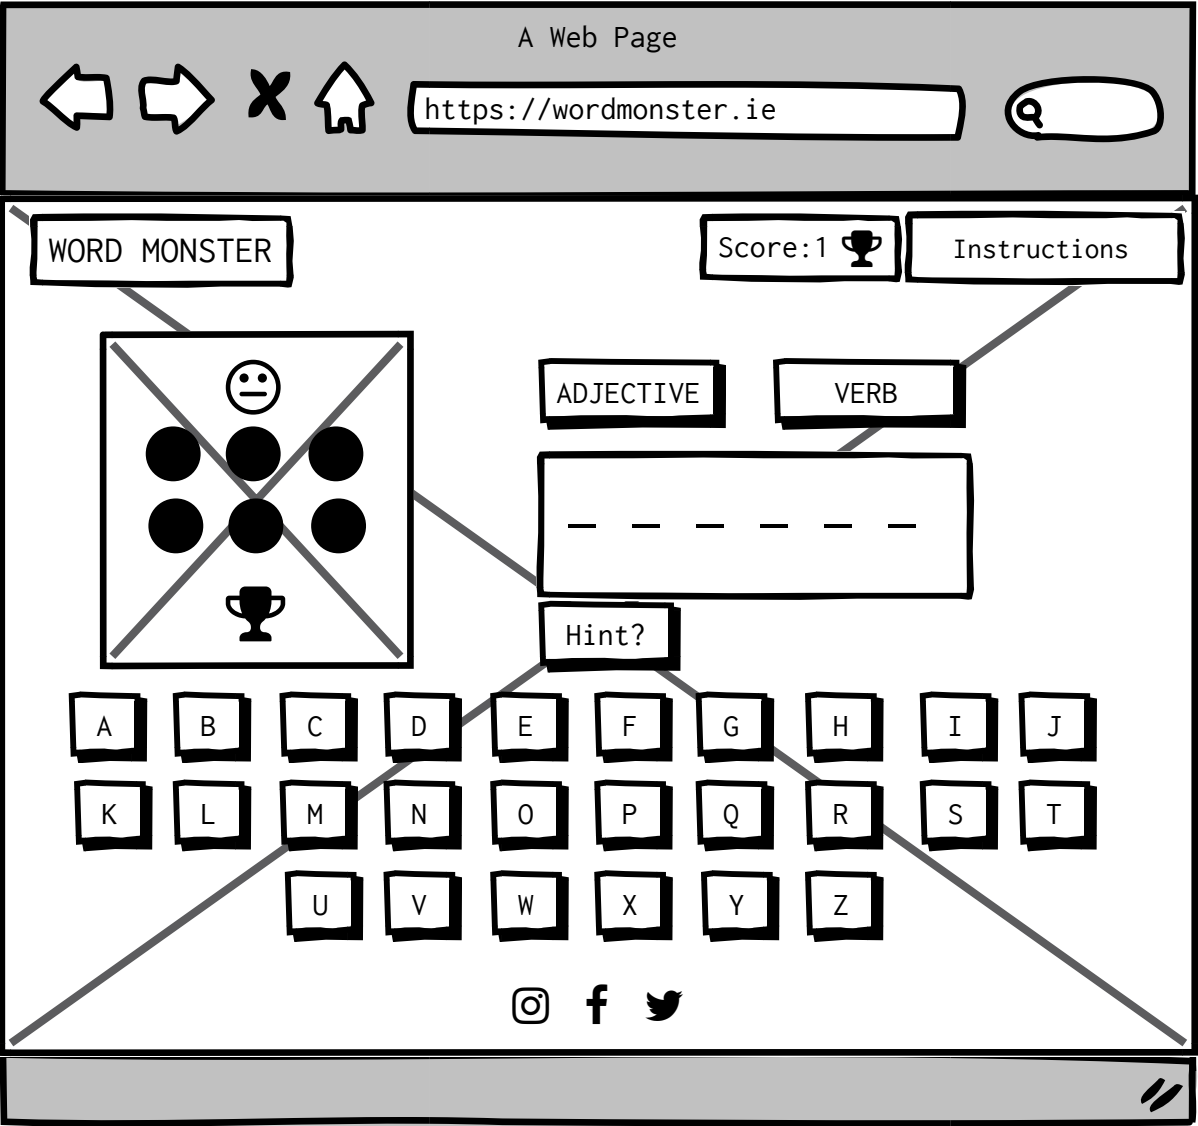 A Web Page
https://wordmonster.ie
WORD MONSTER
Score:1
Instructions
ADJECTIVE
VERB
_ _ _ _ _ _
Hint?
A B C D E F G H I J
K L M N O P Q R S T
U V W X Y Z